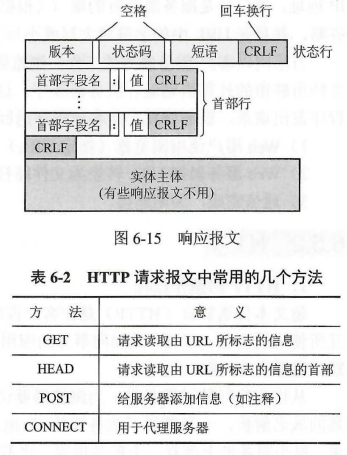 空格
回车换行
版本 状态码 短语 CRLF 状态行
首部字段名 : 值 CRLF
⋮
首部字段名 : 值 CRLF
首部行
CRLF
实体主体
(有些响应报文不用)
图 6-15 响应报文
表 6-2 HTTP 请求报文中常用的几个方法
方 法 意 义
GET 请求读取由 URL 所标志的信息
HEAD 请求读取由 URL 所标志的信息的首部
POST 给服务器添加信息（如注释）
CONNECT 用于代理服务器